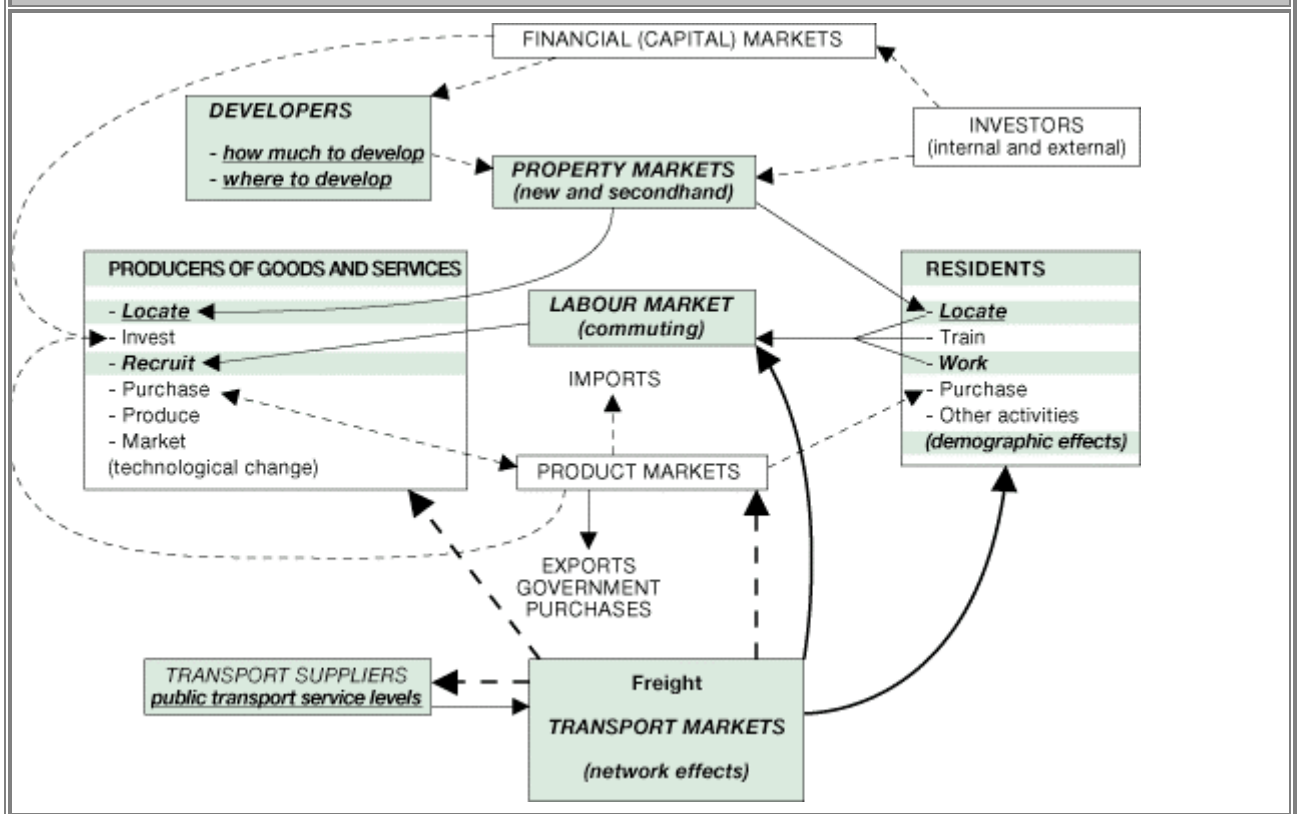 FINANCIAL (CAPITAL) MARKETS
DEVELOPERS
- how much to develop
- where to develop
INVESTORS
(internal and external)
PROPERTY MARKETS
(new and secondhand)
PRODUCERS OF GOODS AND SERVICES
- Locate
- Invest
- Recruit
- Purchase
- Produce
- Market
(technological change)
LABOUR MARKET
(commuting)
RESIDENTS
- Locate
- Train
- Work
- Purchase
- Other activities
(demographic effects)
IMPORTS
PRODUCT MARKETS
EXPORTS
GOVERNMENT
PURCHASES
TRANSPORT SUPPLIERS
public transport service levels
Freight
TRANSPORT MARKETS
(network effects)